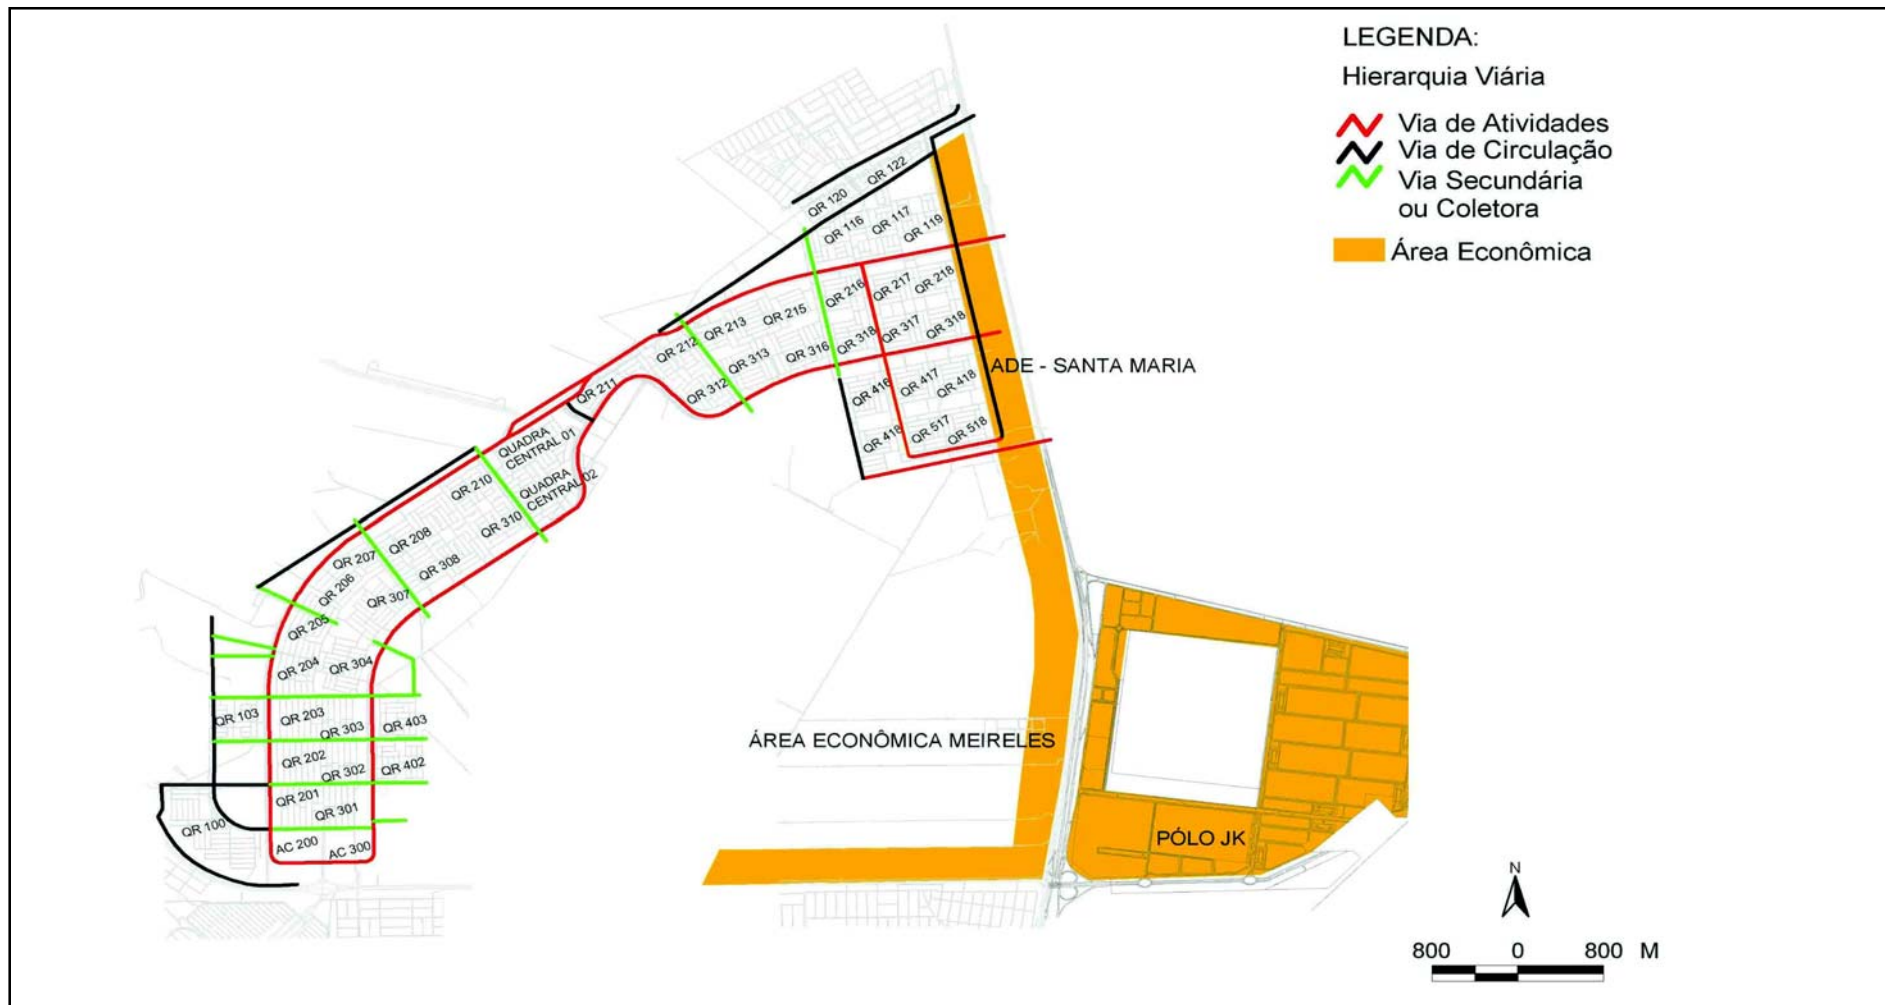 LEGENDA:
Hierarquia Viária
Via de Atividades
Via de Circulação
Via Secundária
ou Coletora
Área Econômica
QR 122
QR 120
QR 116
QR 117
QR 119
QR 216
QR 217
QR 218
QR 212
QR 213
QR 215
QR 313
QR 316
QR 318
QR 317
QR 318
QR 312
ADE - SANTA MARIA
QR 211
QR 416
QR 417
QR 418
QR 418
QR 517
QR 518
QUADRA
CENTRAL 01
QUADRA
CENTRAL 02
QR 210
QR 310
QR 208
QR 207
QR 308
QR 206
QR 307
QR 205
QR 204
QR 304
QR 103
QR 203
QR 303
QR 403
QR 202
QR 302
QR 402
ÁREA ECONÔMICA MEIRELES
QR 201
QR 301
QR 100
AC 200
AC 300
PÓLO JK
N
800 0 800 M